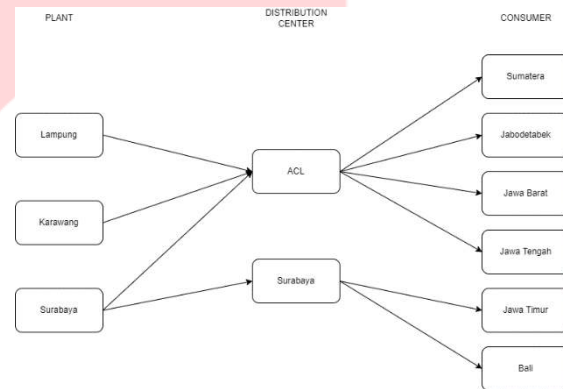 PLANT
DISTRIBUTION
CENTER
CONSUMER
Sumatera
Lampung
Jabodetabek
ACL
Jawa Barat
Karawang
Jawa Tengah
Surabaya
Surabaya
Jawa Timur
Bali